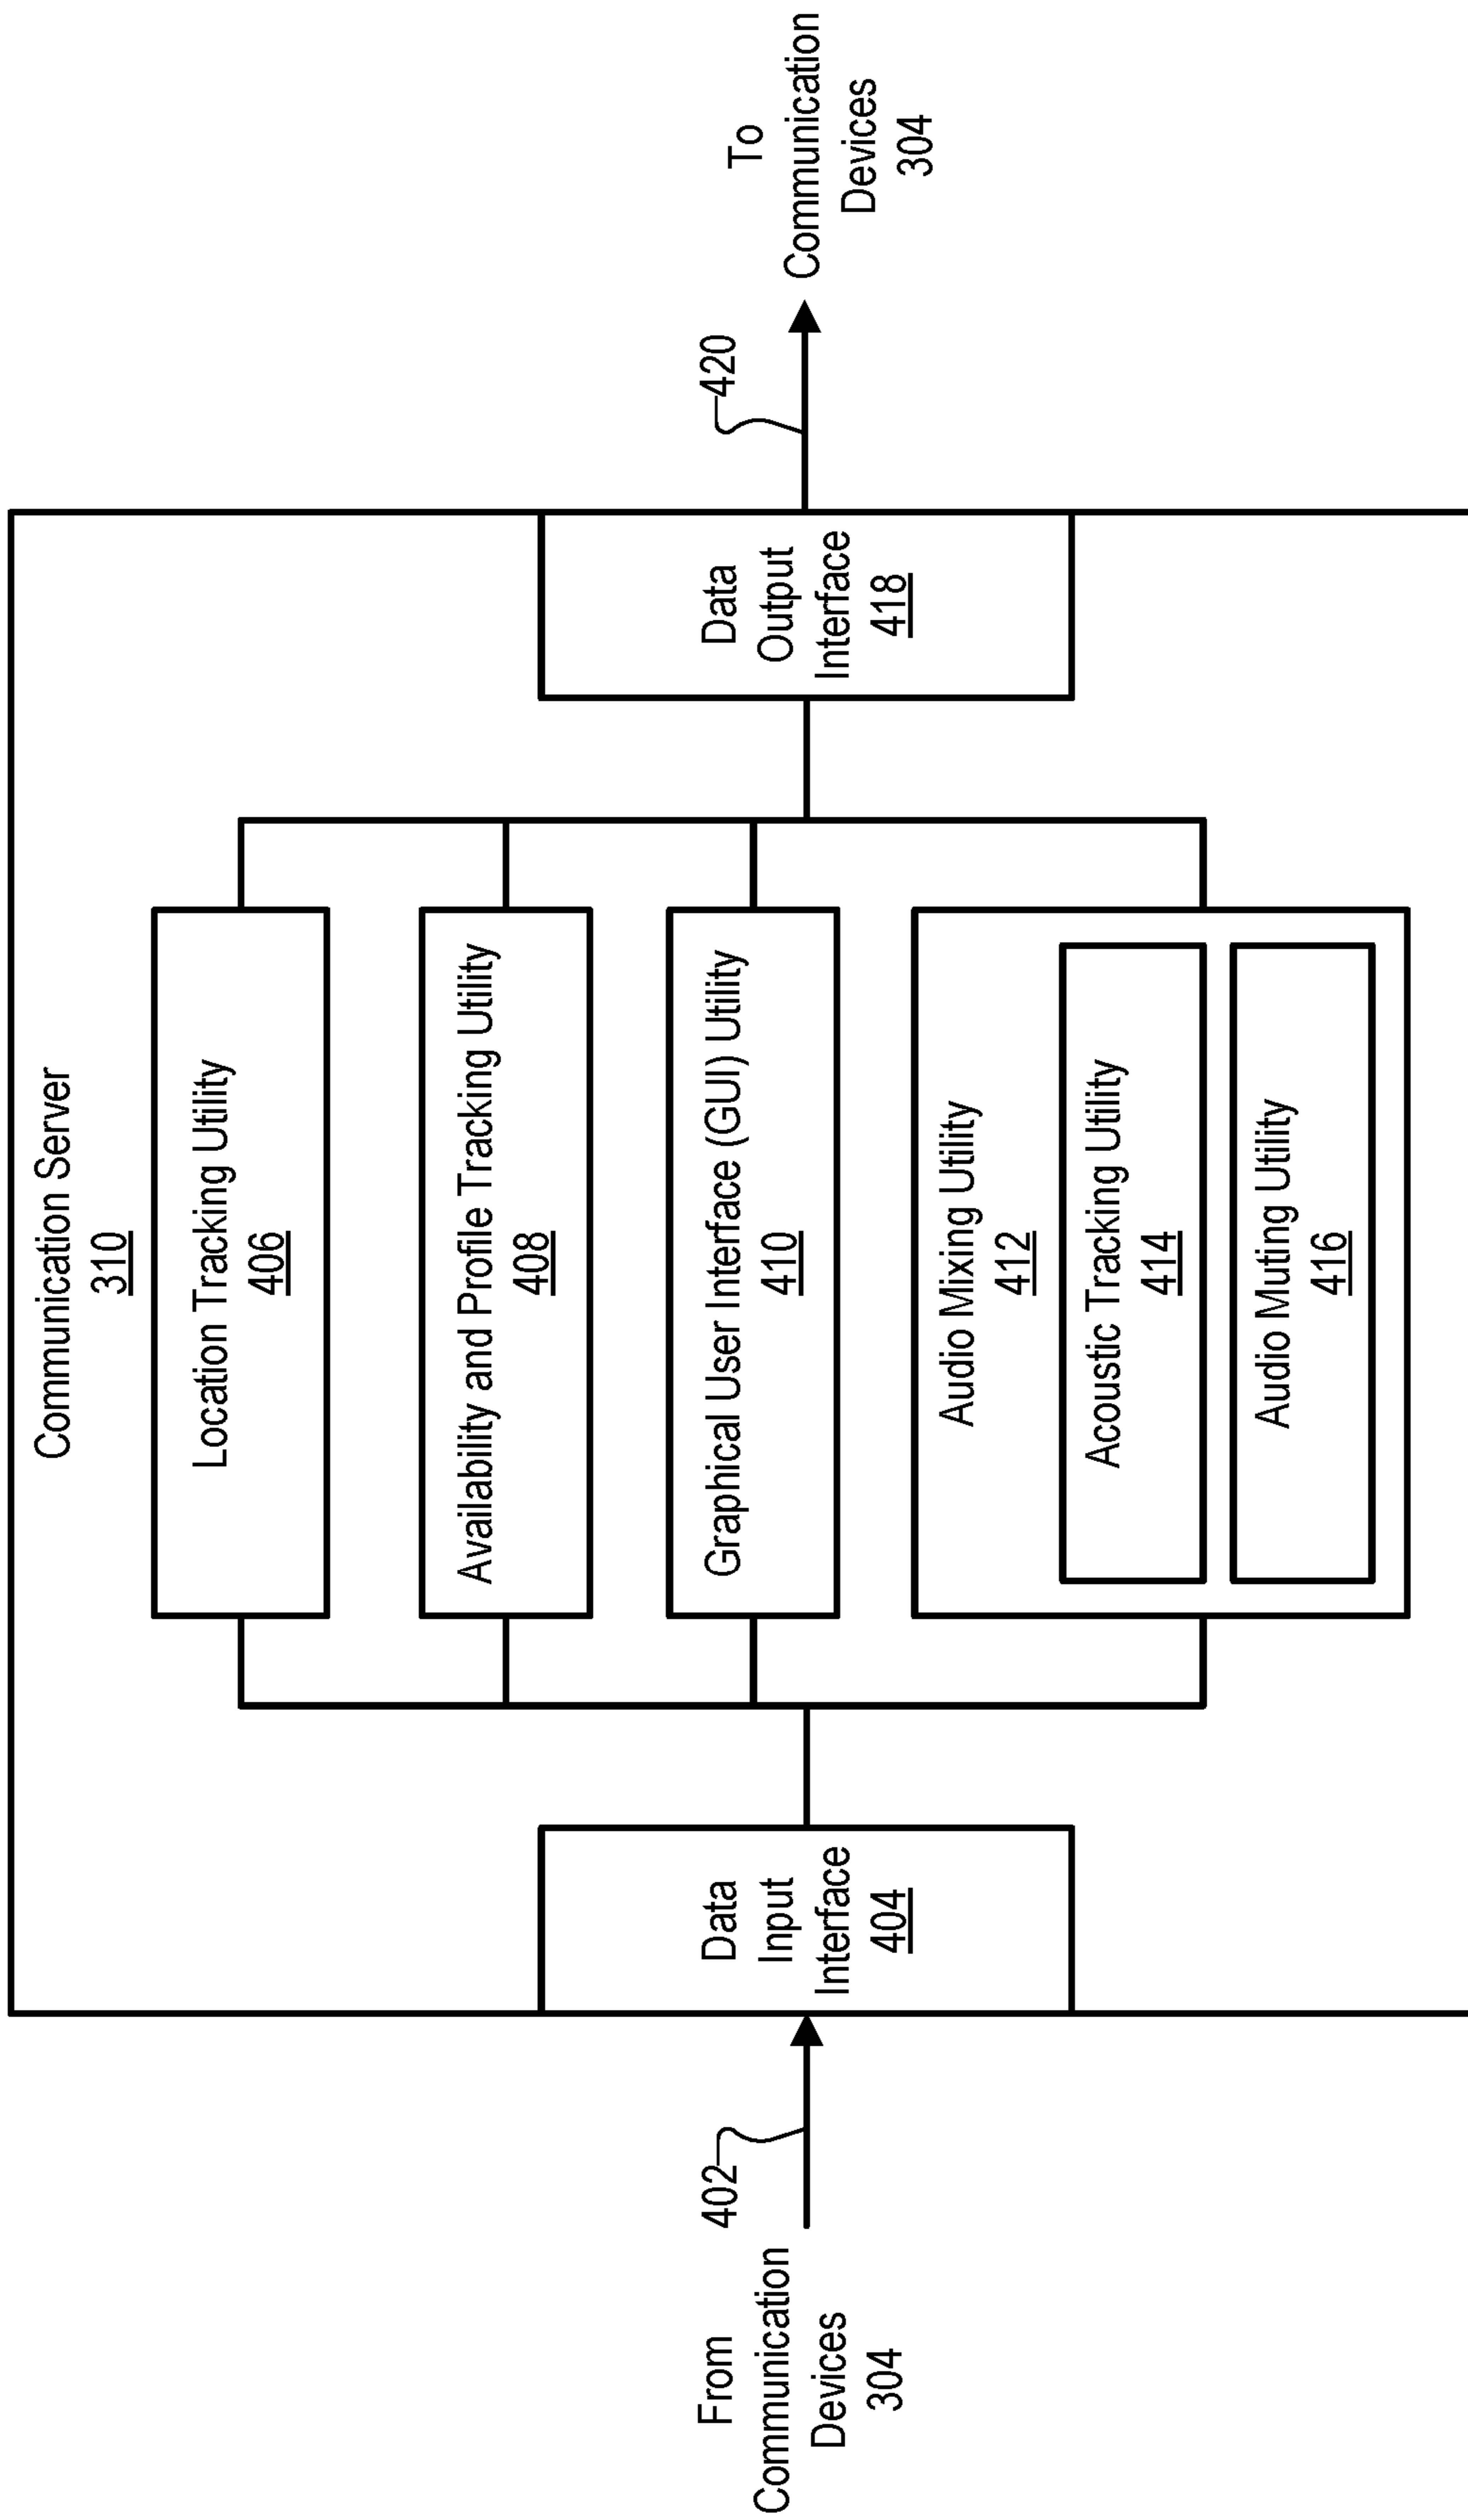 Communication Server
310
From
Communication
Devices
304
402
Data
Input
Interface
404
Location Tracking Utility
406
Availability and Profile Tracking Utility
408
Graphical User Interface (GUI) Utility
410
Audio Mixing Utility
412
Acoustic Tracking Utility
414
Audio Muting Utility
416
Data
Output
Interface
418
420
To
Communication
Devices
304